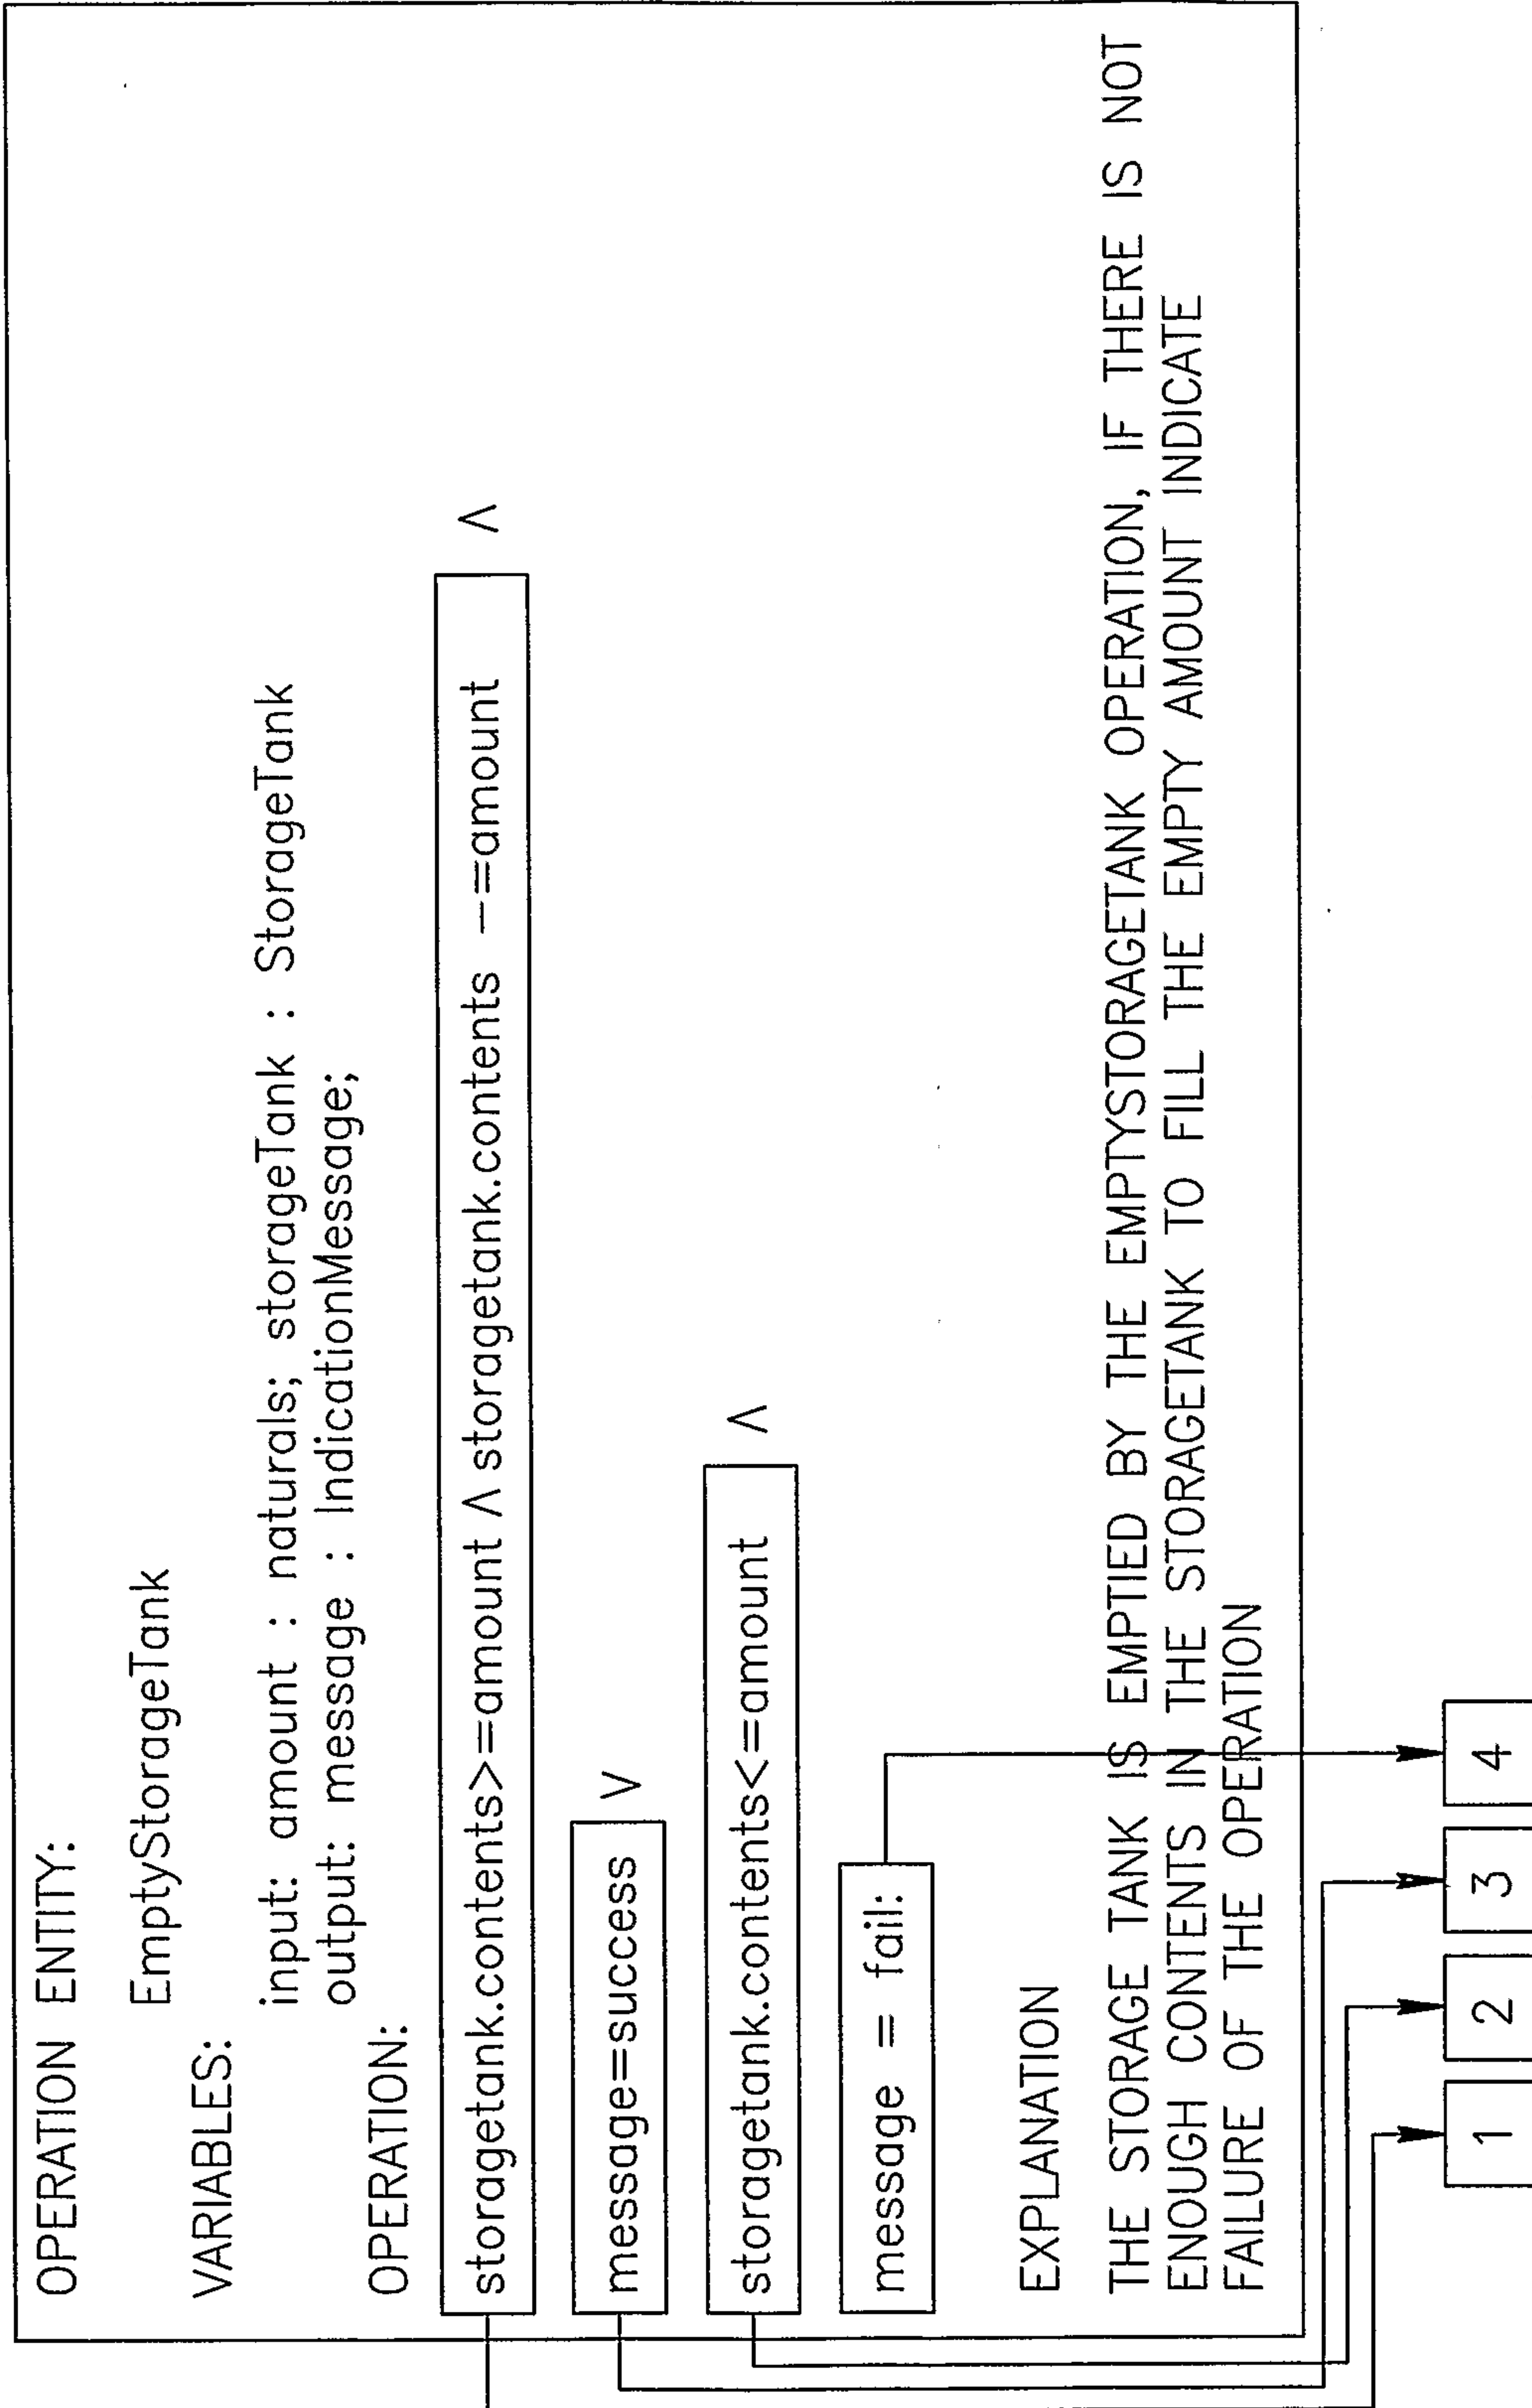 OPERATION ENTITY:
EmptyStorageTank
VARIABLES:
input: amount : naturals; storageTank : StorageTank
output: message : IndicationMessage;
OPERATION:
storagetank.contents>=amount ∧ storagetank.contents -=amount ∧
message=success ∨
storagetank.contents<=amount ∧
message = fail:
EXPLANATION
THE STORAGE TANK IS EMPTIED BY THE EMPTYSTORAGETANK OPERATION, IF THERE IS NOT
ENOUGH CONTENTS IN THE STORAGETANK TO FILL THE EMPTY AMOUNT INDICATE
FAILURE OF THE OPERATION
1 2 3 4